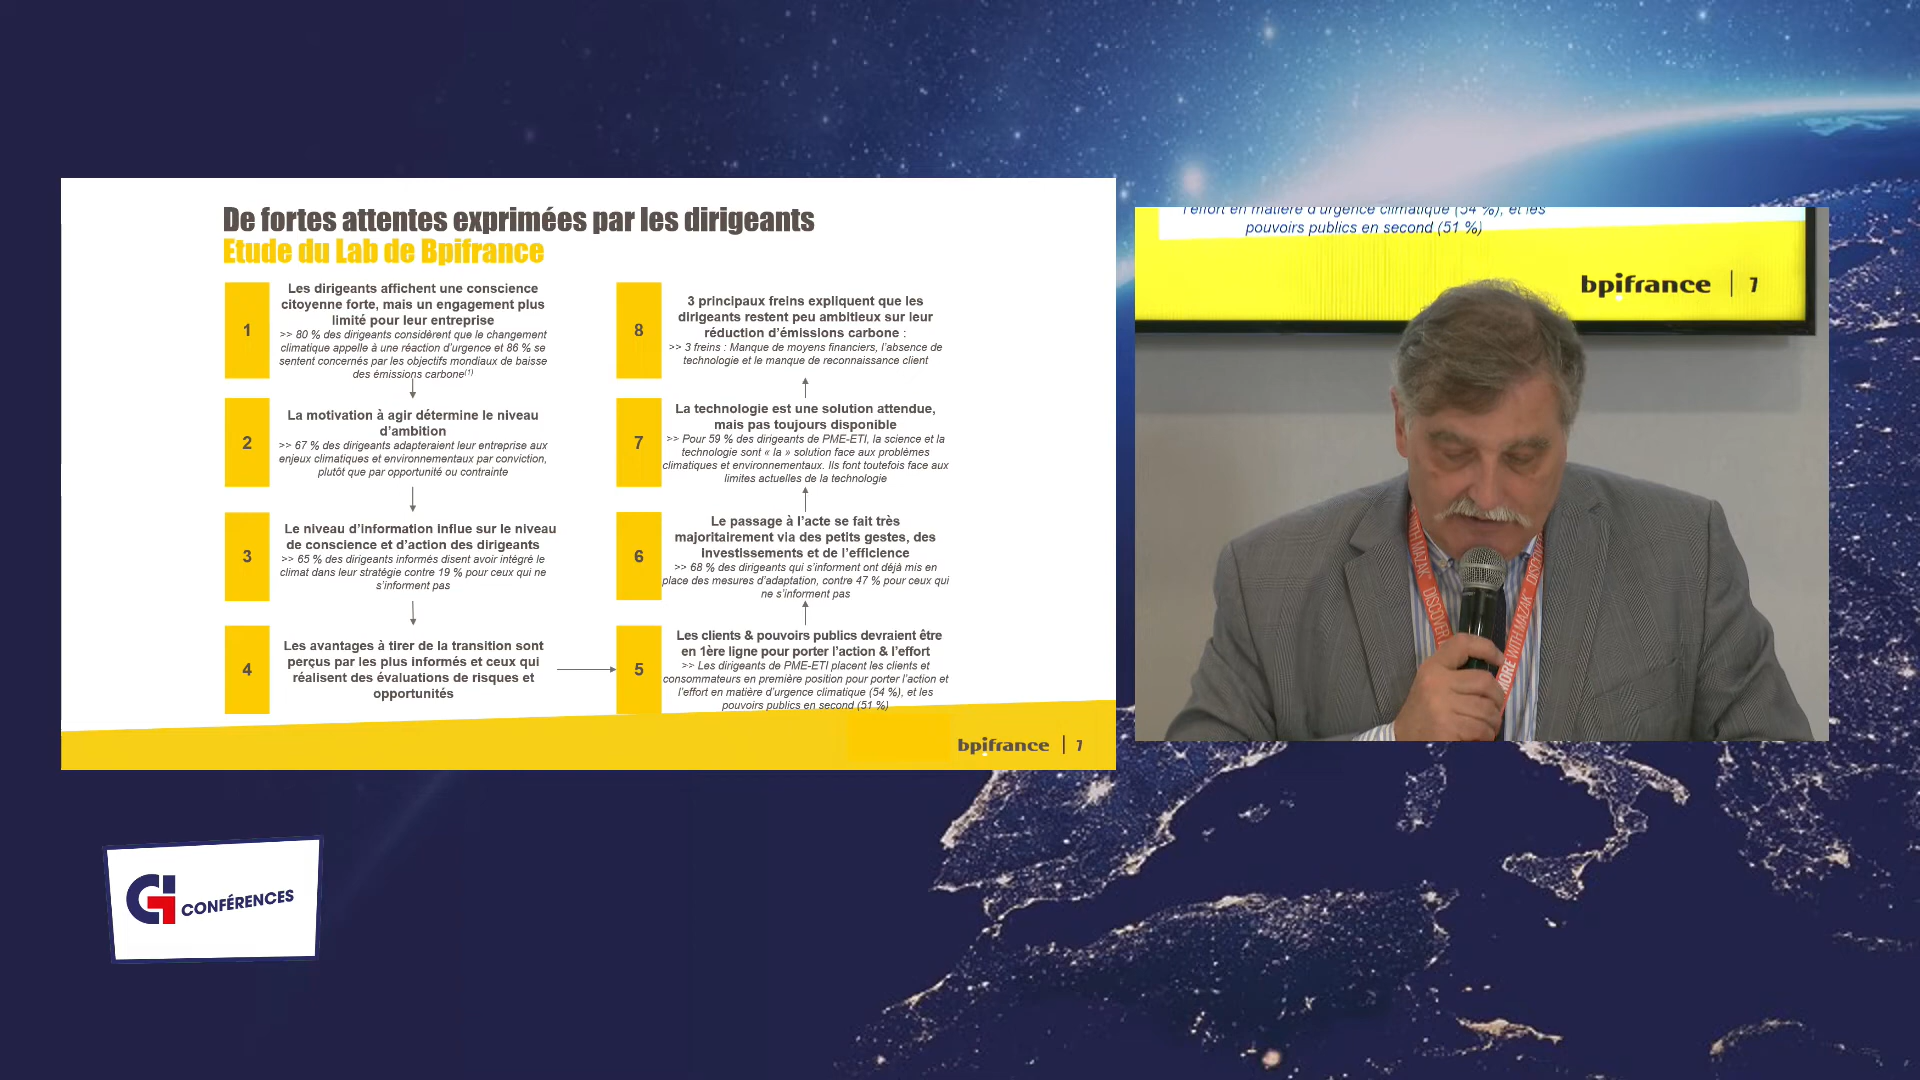 De fortes attentes exprimées par les dirigeants
Etude du Lab de Bpifrance
1
Les dirigeants affichent une conscience
citoyenne forte, mais un engagement plus
limité pour leur entreprise
>> 80 % des dirigeants considèrent que le changement
climatique appelle à une réaction d'urgence et 86 % se
sentent concernés par les objectifs mondiaux de baisse
des émissions carbone(1)
2
La motivation à agir détermine le niveau
d'ambition
>> 67 % des dirigeants adapteraient leur entreprise aux
enjeux climatiques et environnementaux par conviction,
plutôt que par opportunité ou contrainte
3
Le niveau d'information influe sur le niveau
de conscience et d'action des dirigeants
>> 65 % des dirigeants informés disent avoir intégré le
climat dans leur stratégie contre 19 % pour ceux qui ne
s'informent pas
4
Les avantages à tirer de la transition sont
perçus par les plus informés et ceux qui
réalisent des évaluations de risques et
opportunités
8
3 principaux freins expliquent que les
dirigeants restent peu ambitieux sur leur
réduction d'émissions carbone :
>> 3 freins : Manque de moyens financiers, l'absence de
technologie et le manque de reconnaissance client
7
La technologie est une solution attendue,
mais pas toujours disponible
>> Pour 59 % des dirigeants de PME-ETI, la science et la
technologie sont « la » solution face aux problèmes
climatiques et environnementaux. Ils font toutefois face aux
limites actuelles de la technologie
6
Le passage à l'acte se fait très
majoritairement via des petits gestes, des
investissements et de l'efficience
>> 68 % des dirigeants qui s'informent ont déjà mis en
place des mesures d'adaptation, contre 47 % pour ceux qui
ne s'informent pas
5
Les clients & pouvoirs publics devraient être
en 1ère ligne pour porter l'action & l'effort
>> Les dirigeants de PME-ETI placent les clients et
consommateurs en première position pour porter l'action et
l'effort en matière d'urgence climatique (54 %), et les
pouvoirs publics en second (51 %)
bpifrance | 7
l'effort en matière d'urgence climatique (54 %), et les
pouvoirs publics en second (51 %)
bpifrance | 7
WITH MAZAK
DISCOVER
MORE WITH MAZAK
DISCO
GI CONFÉRENCES